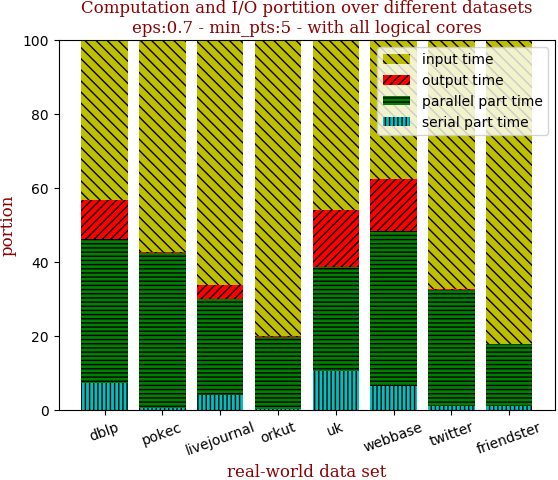 Computation and I/O portition over different datasets
eps:0.7 - min_pts:5 - with all logical cores
100
80
60
40
20
0
portion
input time
output time
parallel part time
serial part time
dblp
pokec
livejournal
orkut
uk
webbase
twitter
friendster
real-world data set